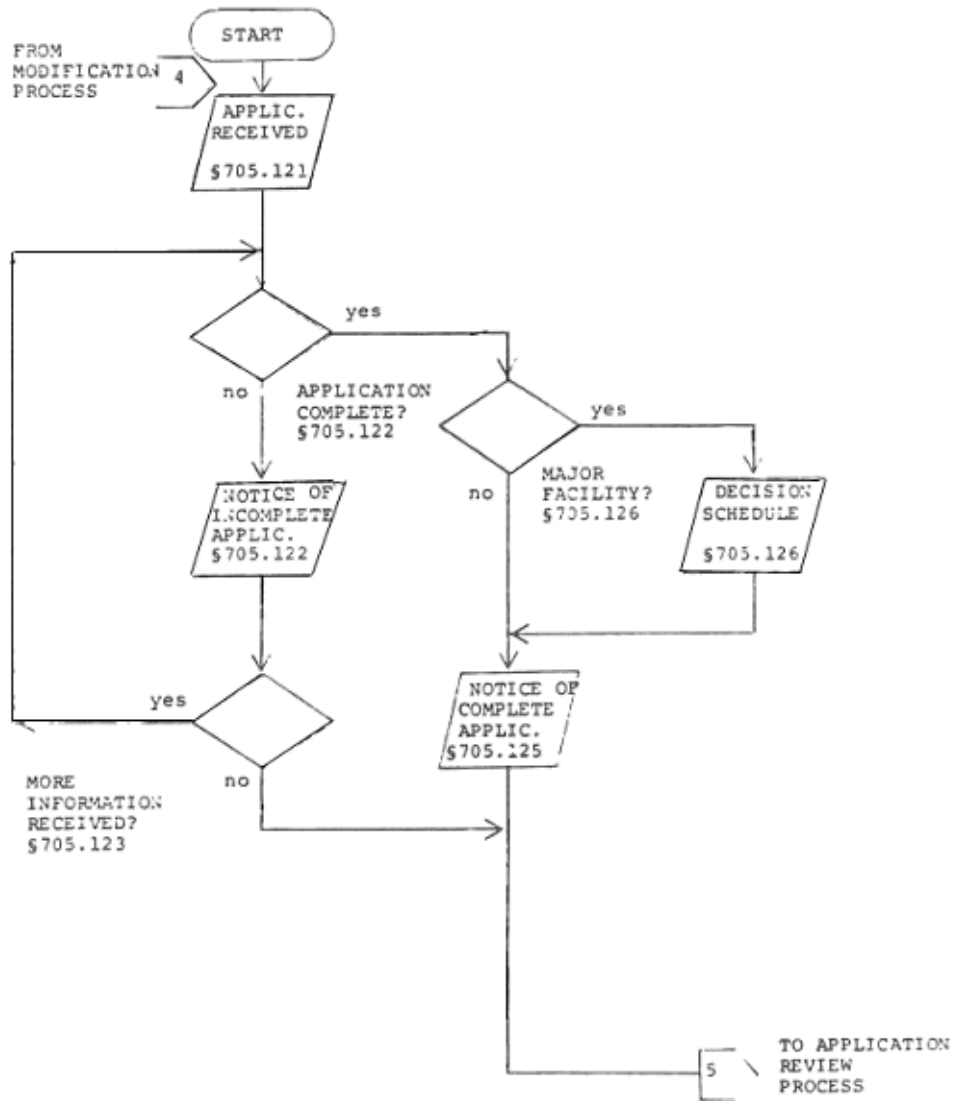 START
FROM
MODIFICATION
PROCESS
4
APPLIC.
RECEIVED
§705.121
yes
no
APPLICATION
COMPLETE?
§705.122
yes
no
MAJOR
FACILITY?
§705.126
NOTICE OF
INCOMPLETE
APPLIC.
§705.122
DECISION
SCHEDULE
§705.126
yes
no
NOTICE OF
COMPLETE
APPLIC.
§705.125
MORE
INFORMATION
RECEIVED?
§705.123
5
TO APPLICATION
REVIEW
PROCESS